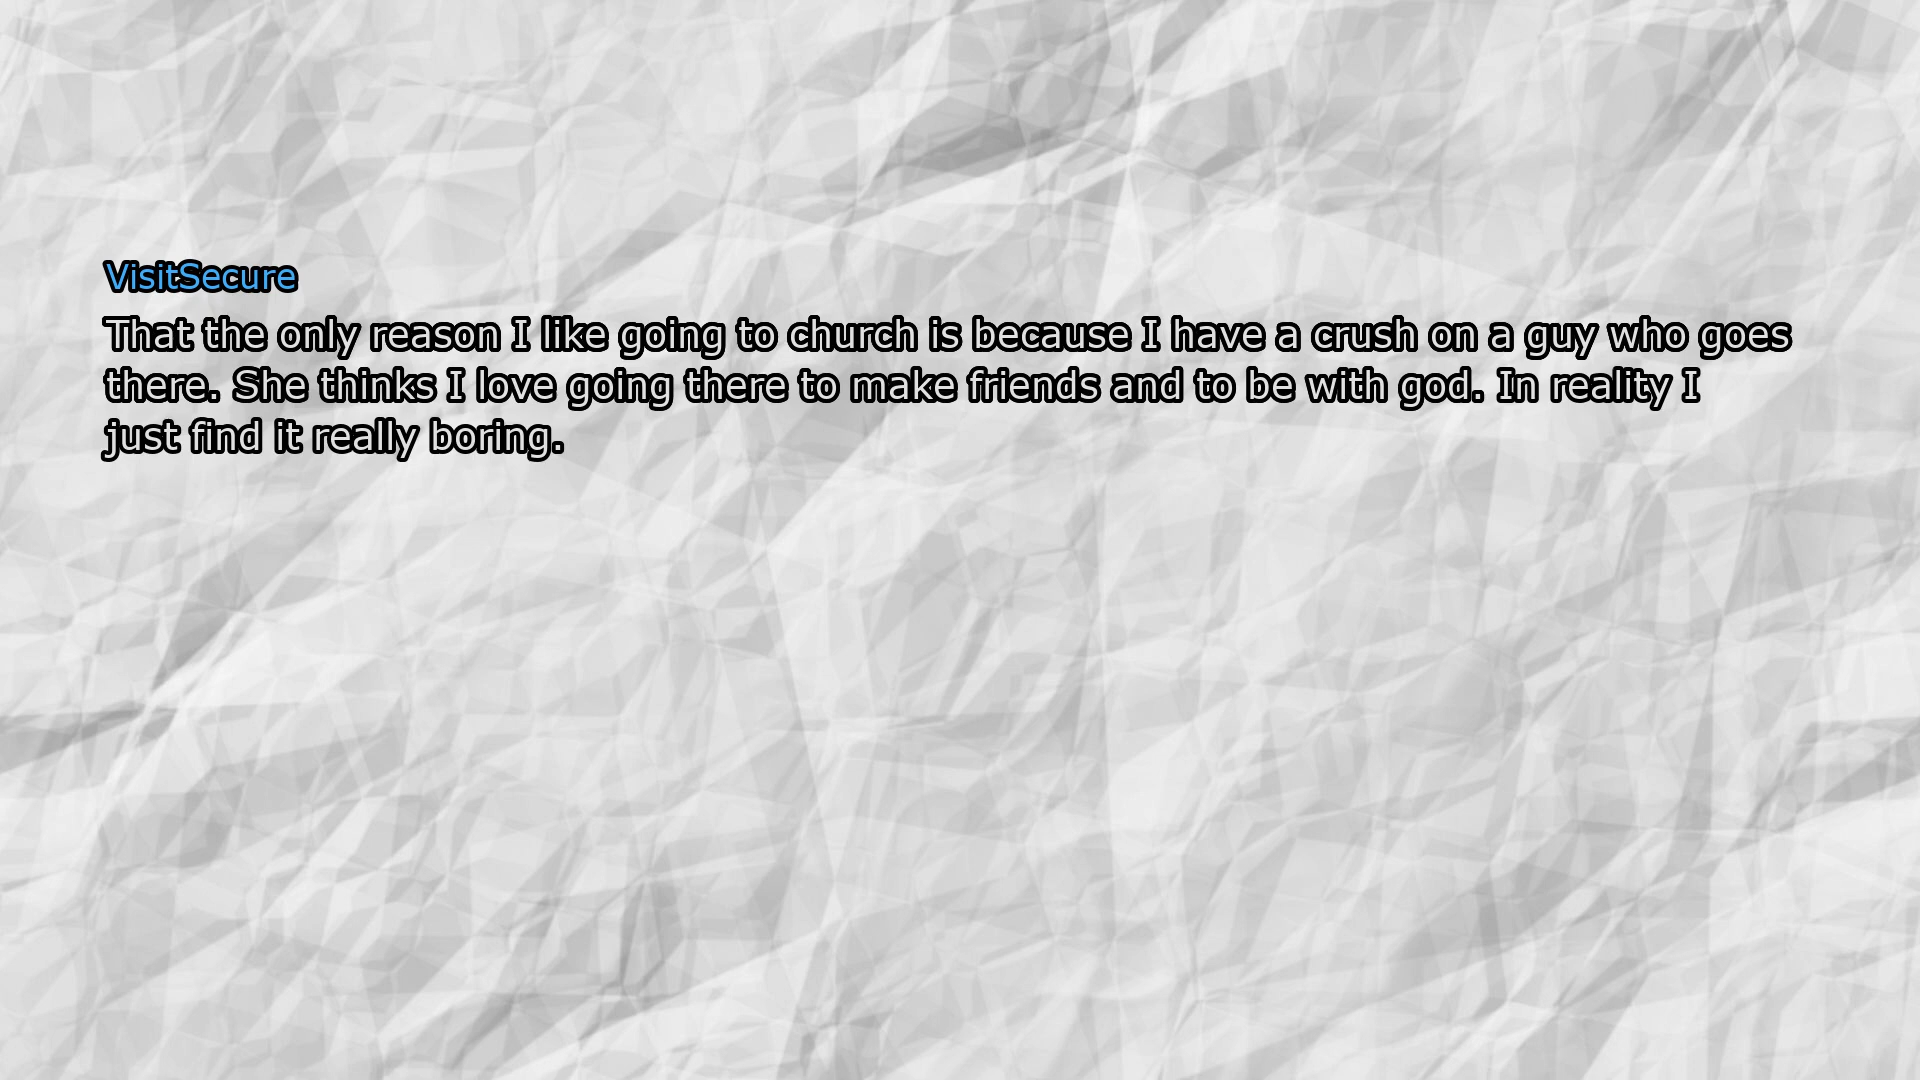 VisitSecure
That the only reason I like going to church is because I have a crush on a guy who goes
there. She thinks I love going there to make friends and to be with god. In reality I
just find it really boring.